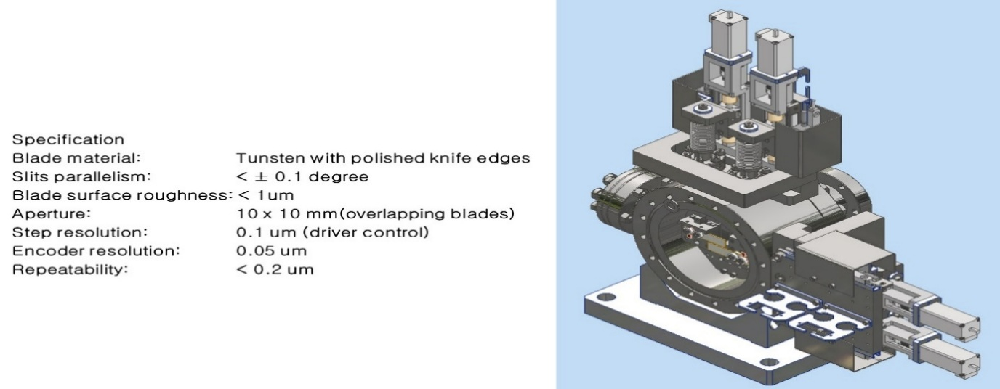 Specification
Blade material: Tunsten with polished knife edges
Slits parallelism: < ± 0.1 degree
Blade surface roughness: < 1um
Aperture: 10 x 10 mm(overlapping blades)
Step resolution: 0.1 um (driver control)
Encoder resolution: 0.05 um
Repeatability: < 0.2 um